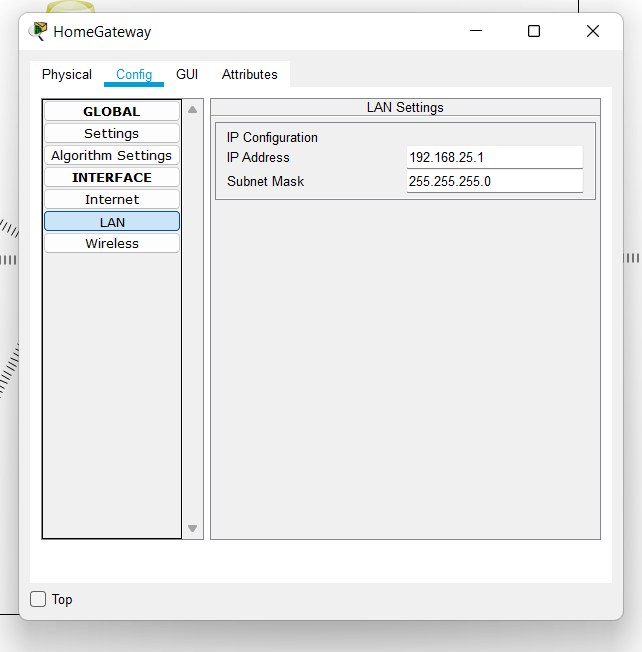 HomeGateway
Physical Config GUI Attributes
GLOBAL
Settings
Algorithm Settings
INTERFACE
Internet
LAN
Wireless
LAN Settings
IP Configuration
IP Address 192.168.25.1
Subnet Mask 255.255.255.0
Top